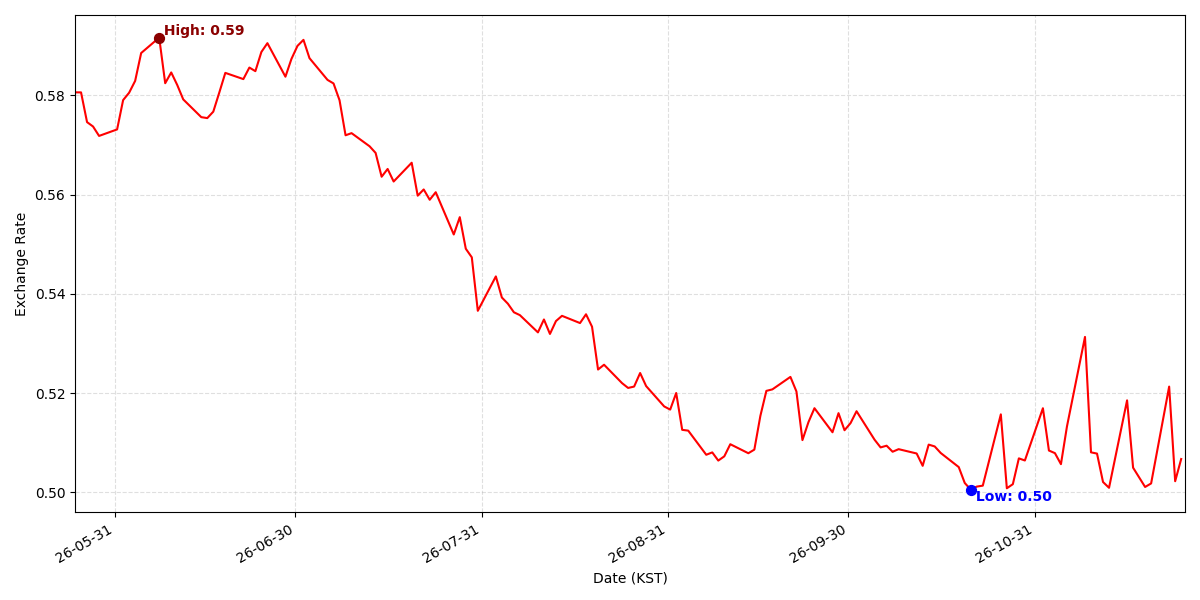 High: 0.59
0.58
0.56
0.54
0.52
0.50
Exchange Rate
Low: 0.50
26-05-31
26-06-30
26-07-31
26-08-31
26-09-30
26-10-31
Date (KST)